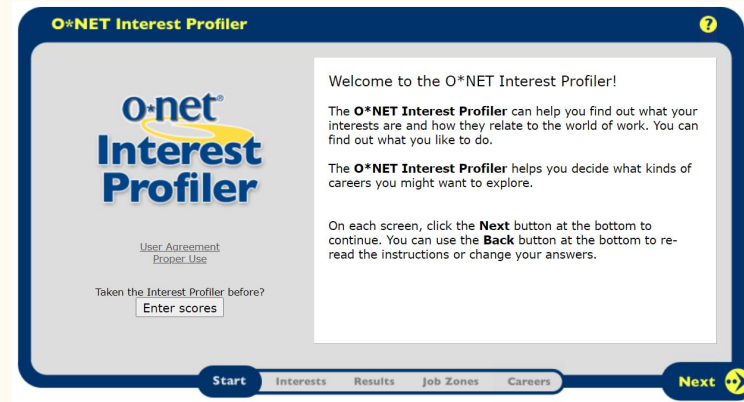 O*NET Interest Profiler
?
o*net®
Interest
Profiler
User Agreement
Proper Use
Taken the Interest Profiler before?
Enter scores
Welcome to the O*NET Interest Profiler!
The O*NET Interest Profiler can help you find out what your
interests are and how they relate to the world of work. You can
find out what you like to do.
The O*NET Interest Profiler helps you decide what kinds of
careers you might want to explore.
On each screen, click the Next button at the bottom to
continue. You can use the Back button at the bottom to re-
read the instructions or change your answers.
Start Interests Results Job Zones Careers
Next